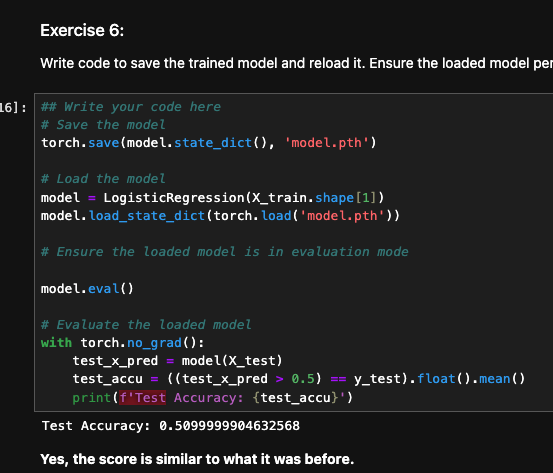 Exercise 6:
Write code to save the trained model and reload it. Ensure the loaded model
16]:
## Write your code here
# Save the model
torch.save(model.state_dict(), 'model.pth')
# Load the model
model = LogisticRegression(X_train.shape[1])
model.load_state_dict(torch.load('model.pth'))
# Ensure the loaded model is in evaluation mode
model.eval()
# Evaluate the loaded model
with torch.no_grad():
test_x_pred = model(X_test)
test_accu = ((test_x_pred > 0.5) == y_test).float().mean()
print(f'Test Accuracy: {test_accu}')
Test Accuracy: 0.5099999904632568
Yes, the score is similar to what it was before.